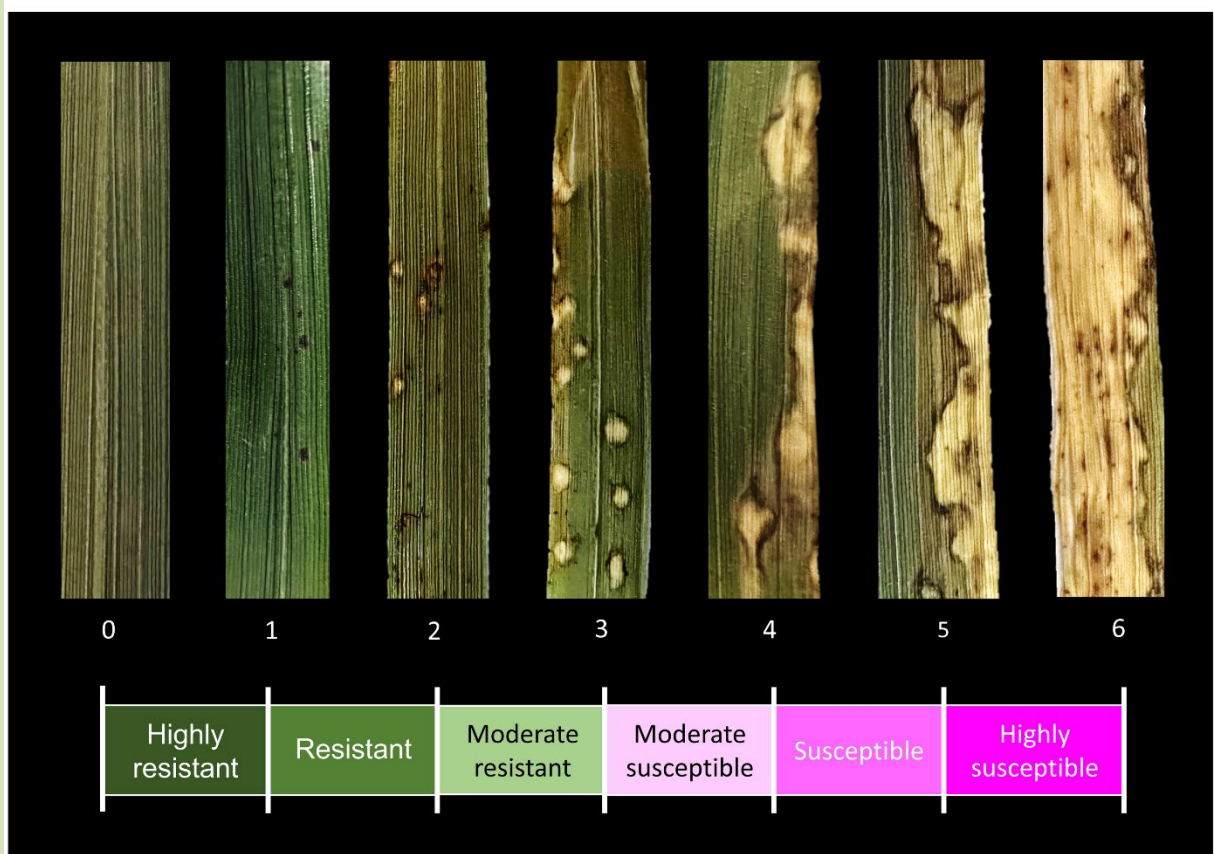 0 1 2 3 4 5 6
Highly
resistant
Resistant
Moderate
resistant
Moderate
susceptible
Susceptible
Highly
susceptible